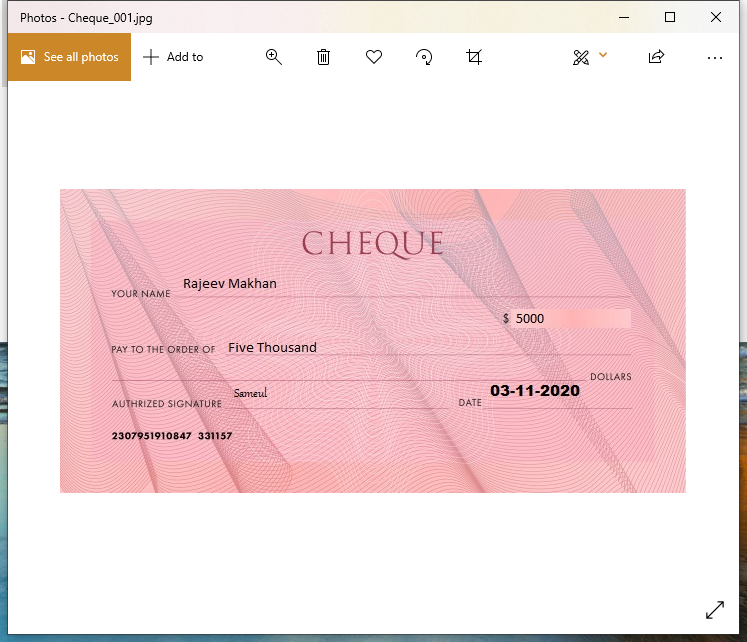 Photos - Cheque_001.jpg
See all photos
Add to
CHEQUE
YOUR NAME Rajeev Makhan
$ 5000
PAY TO THE ORDER OF Five Thousand
DOLLARS
AUTHRIZED SIGNATURE Sameul DATE 03-11-2020
2307951910847 331157